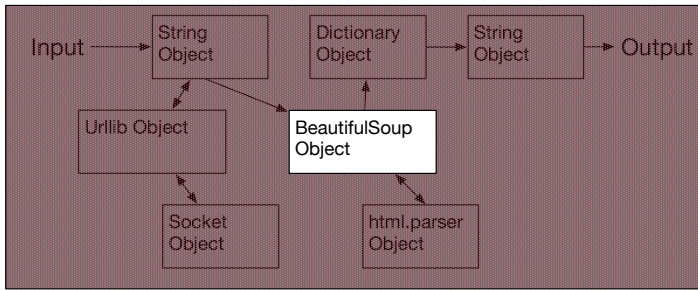 Input
String
Object
Dictionary
Object
String
Object
Output
Urllib Object
BeautifulSoup
Object
Socket
Object
html.parser
Object